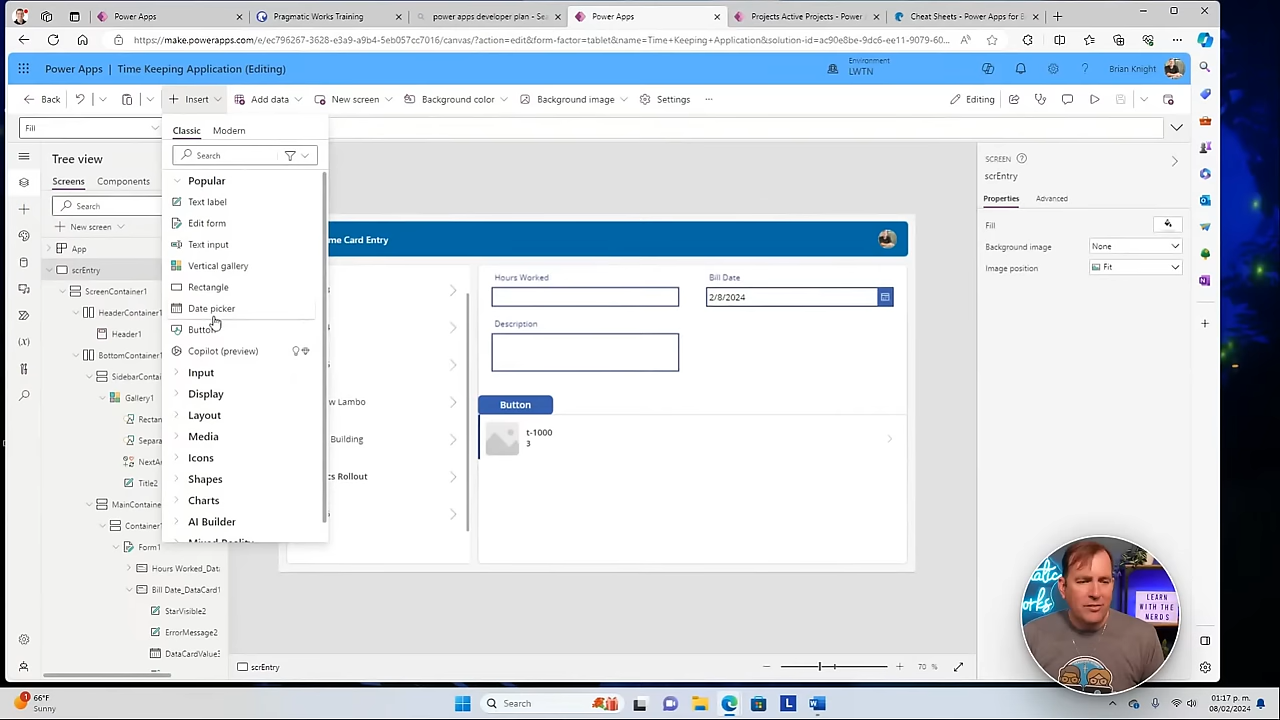 Power Apps
Pragmatic Works Training
power apps developer plan - Se
Power Apps
Projects Active Projects - Power
Cheat Sheets - Power Apps for E
https://make.powerapps.com/e/ec796267-3628-e3a9-a9b4-5eb057cc7016/canvas/?action=edit&form-factor=tablet&name=Time+Keeping+Application&solution-id=ac90e8be-9dc6-ee11-9079-60...
Power Apps | Time Keeping Application (Editing)
Environment
LWTN
Brian Knight
Back
Insert
Add data
New screen
Background color
Background image
Settings
Editing
Fill
Classic
Modern
Search
Popular
Text label
Edit form
Text input
Vertical gallery
Rectangle
Date picker
Button
Copilot (preview)
Input
Display
Layout
Media
Icons
Shapes
Charts
AI Builder
Mixed Reality
Tree view
Screens
Components
Search
New screen
App
scrEntry
ScreenContainer1
HeaderContainer1
Header1
BottomContainer1
SidebarContai
Gallery1
Rectan
Separa
NextAr
Title2
MainContaine
Container1
Form1
Hours Worked_Dat
Bill Date_DataCard1
StarVisible2
ErrorMessage2
DataCardValue
me Card Entry
w Lambo
Building
cs Rollout
Hours Worked
Bill Date
2/8/2024
Description
Button
t-1000
3
SCREEN
scrEntry
Properties
Advanced
Fill
Background image
None
Image position
Fit
scrEntry
70 %
LEARN
WITH THE
NERDS
66°F
Sunny
Search
01:17 p. m.
08/02/2024